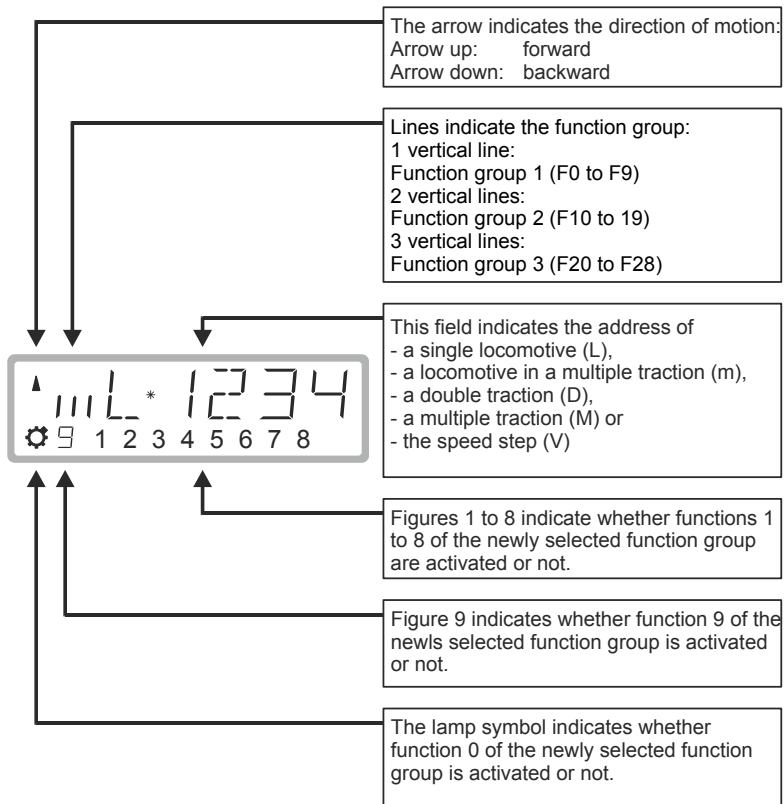 The arrow indicates the direction of motion:
Arrow up: forward
Arrow down: backward
Lines indicate the function group:
1 vertical line:
Function group 1 (F0 to F9)
2 vertical lines:
Function group 2 (F10 to 19)
3 vertical lines:
Function group 3 (F20 to F28)
This field indicates the address of
- a single locomotive (L),
- a locomotive in a multiple traction (m),
- a double traction (D),
- a multiple traction (M) or
- the speed step (V)
L * 1234
9 1 2 3 4 5 6 7 8
Figures 1 to 8 indicate whether functions 1
to 8 of the newly selected function group
are activated or not.
Figure 9 indicates whether function 9 of the
newls selected function group is activated
or not.
The lamp symbol indicates whether
function 0 of the newly selected function
group is activated or not.